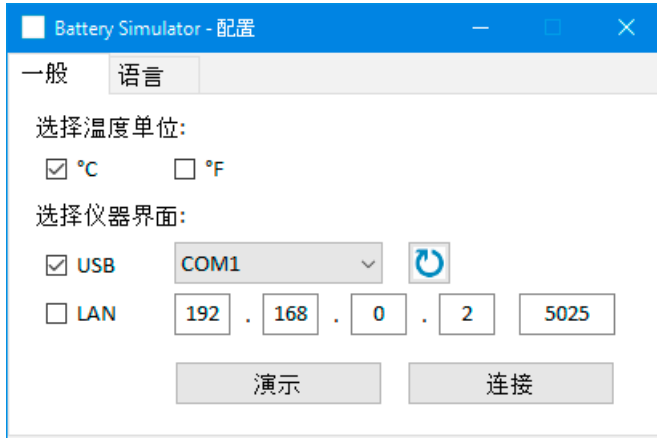 Battery Simulator - 配置
一般 语言
选择温度单位:
°C °F
选择仪器界面:
USB COM1
LAN 192 . 168 . 0 . 2 5025
演示 连接